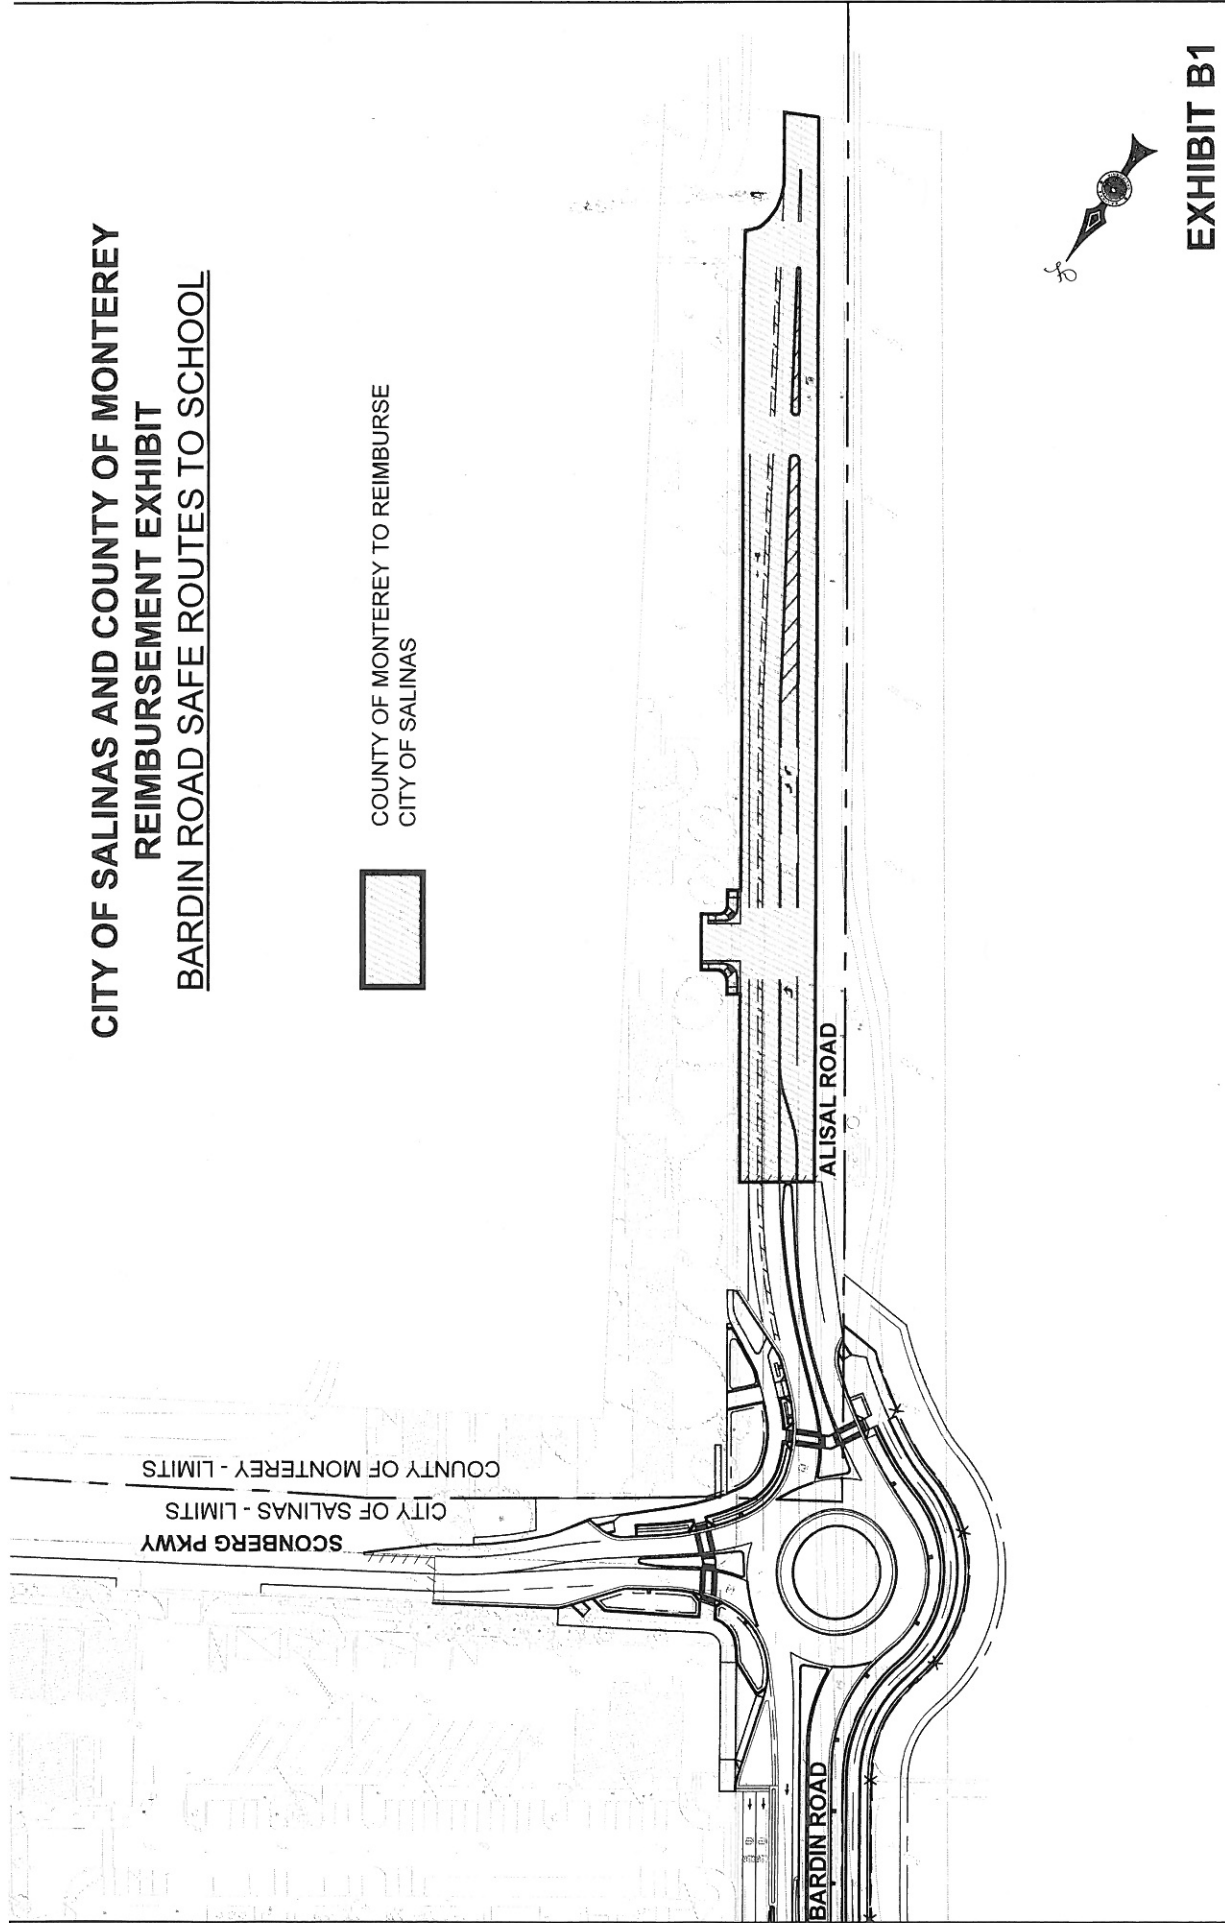 CITY OF SALINAS AND COUNTY OF MONTEREY
REIMBURSEMENT EXHIBIT
BARDIN ROAD SAFE ROUTES TO SCHOOL
COUNTY OF MONTEREY TO REIMBURSE
CITY OF SALINAS
COUNTY OF MONTEREY - LIMITS
CITY OF SALINAS - LIMITS
SCONBERG PKWY
ALISAL ROAD
BARDIN ROAD
EXHIBIT B1